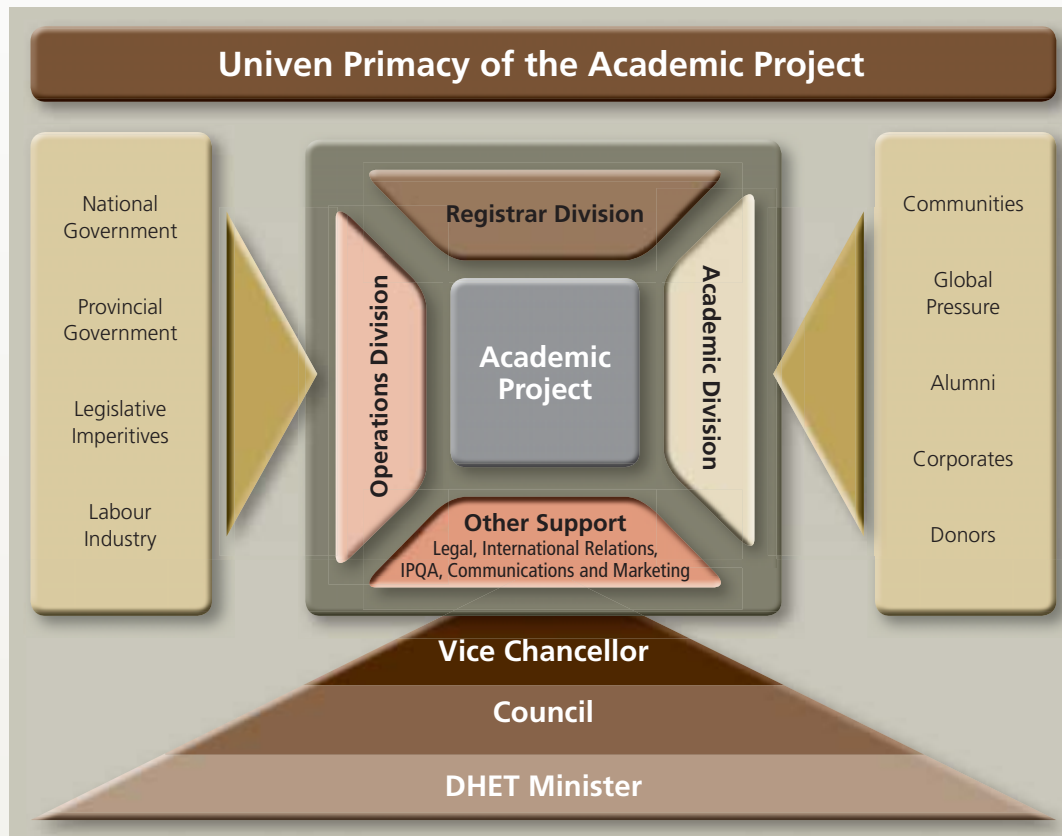 Univen Primacy of the Academic Project
National
Government
Provincial
Government
Legislative
Imperitives
Labour
Industry
Registrar Division
Operations Division
Academic
Project
Academic Division
Other Support
Legal, International Relations,
IPQA, Communications and Marketing
Communities
Global
Pressure
Alumni
Corporates
Donors
Vice Chancellor
Council
DHET Minister